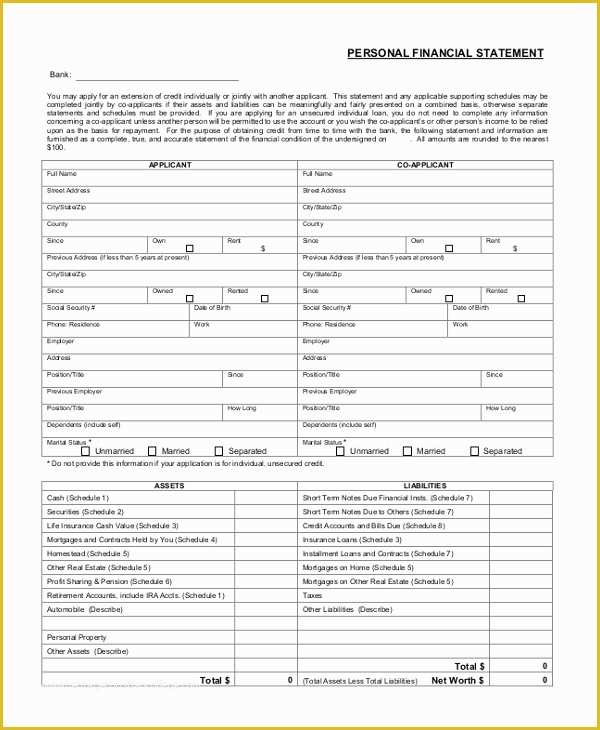 PERSONAL FINANCIAL STATEMENT
Bank:
You may apply for an extension of credit individually or jointly with another applicant. This statement and any applicable supporting schedules may be
completed jointly by co-applicants if their assets and liabilities can be meaningfully and fairly presented on a combined basis, otherwise separate
statements and schedules must be provided. If you are applying for an unsecured individual loan, you do not need to complete any information
concerning a co-applicant unless another person will be permitted to use the account or you wish the co-applicant's or other person's income to be relied
upon as the basis for repayment. For the purpose of obtaining credit from time to time with the bank, the following statement and information are
furnished as a complete, true, and accurate statement of the financial condition of the undersigned on . All amounts are rounded to the nearest
$100.
APPLICANT CO-APPLICANT
Full Name Full Name
Street Address Street Address
City/State/Zip City/State/Zip
County County
Since Own Rent $ Since Own Rent $
Previous Address (if less than 5 years at present) Previous Address (if less than 5 years at present)
City/State/Zip City/State/Zip
Since Owned Rented Since Owned Rented
Social Security # Date of Birth Social Security # Date of Birth
Phone: Residence Work Phone: Residence Work
Employer Employer
Address Address
Position/Title Since Position/Title Since
Previous Employer Previous Employer
Position/Title How Long Position/Title How Long
Dependents (include self) Dependents (include self)
Marital Status * Marital Status *
Unmarried Married Separated Unmarried Married Separated
* Do not provide this information if your application is for individual, unsecured credit.
ASSETS LIABILITIES
Cash (Schedule 1) Short Term Notes Due Financial Insts. (Schedule 7)
Securities (Schedule 2) Short Term Notes Due to Others (Schedule 7)
Life Insurance Cash Value (Schedule 3) Credit Accounts and Bills Due (Schedule 8)
Mortgages and Contracts Held by You (Schedule 4) Insurance Loans (Schedule 3)
Homestead (Schedule 5) Installment Loans and Contracts (Schedule 7)
Other Real Estate (Schedule 5) Mortgages on Home (Schedule 5)
Profit Sharing & Pension (Schedule 6) Mortgages on Other Real Estate (Schedule 5)
Retirement Accounts, include IRA Accls. (Schedule 1) Taxes
Automobile (Describe) Other Liabilities (Describe)
Personal Property
Other Assets (Describe)
Total $ 0
Total $ 0 (Total Assets Less Total Liabilities) Net Worth $ 0